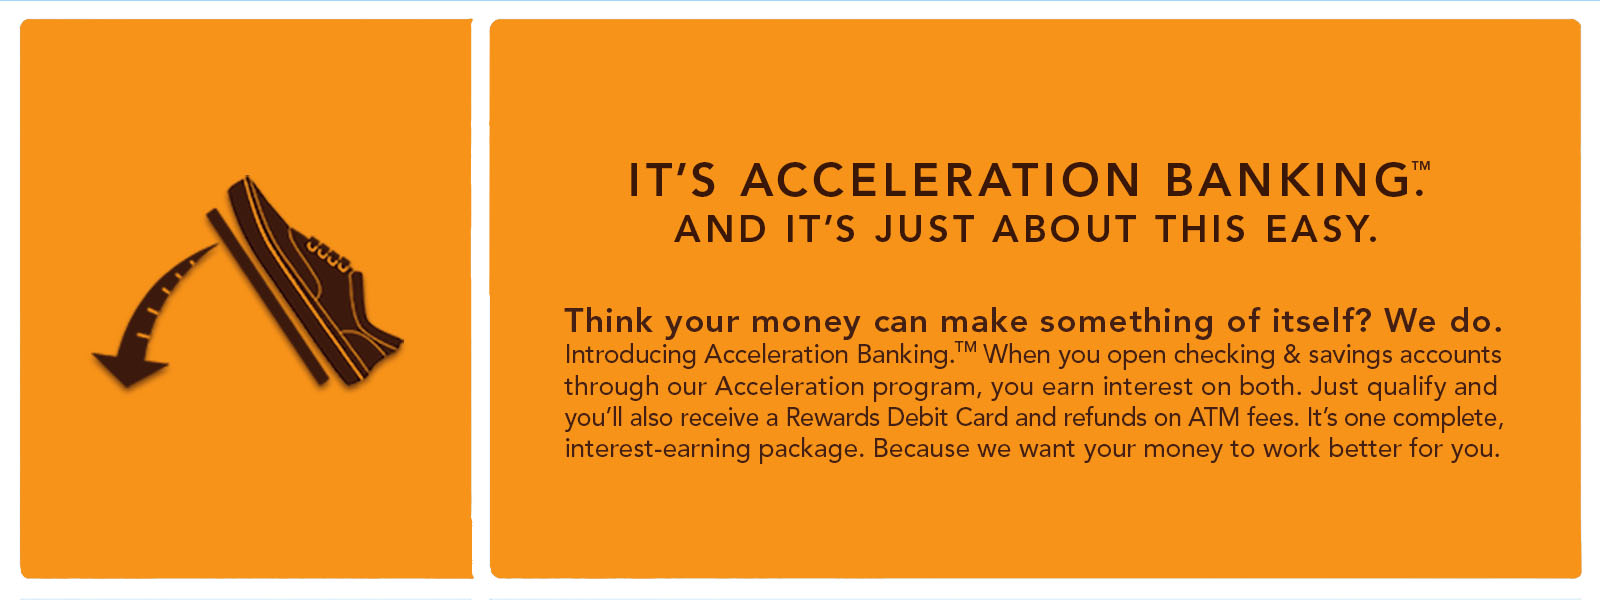 IT’S ACCELERATION BANKING.™
AND IT’S JUST ABOUT THIS EASY.
Think your money can make something of itself? We do.
Introducing Acceleration Banking.™ When you open checking & savings accounts
through our Acceleration program, you earn interest on both. Just qualify and
you’ll also receive a Rewards Debit Card and refunds on ATM fees. It’s one complete,
interest-earning package. Because we want your money to work better for you.